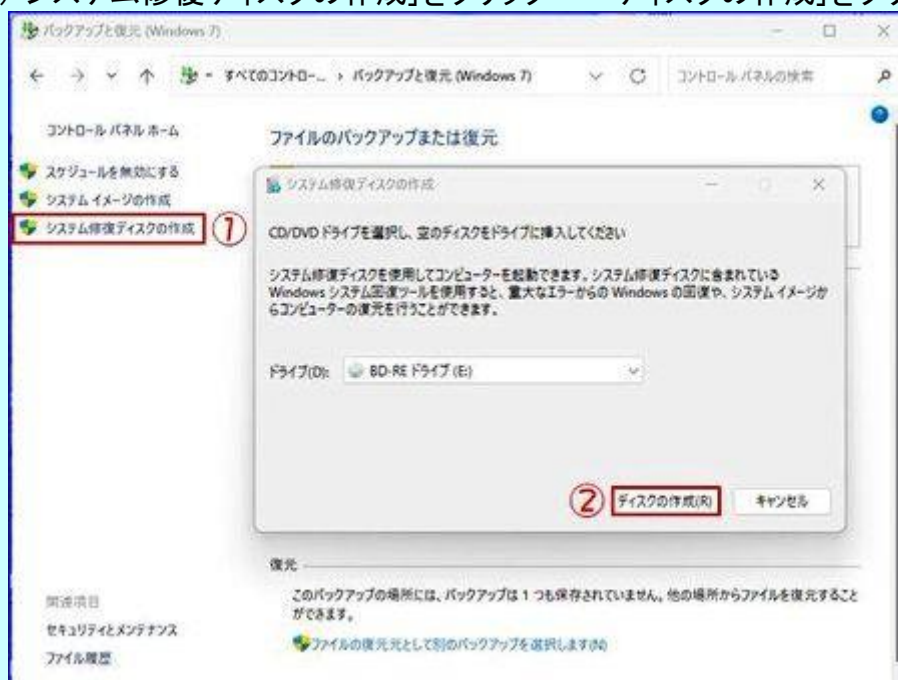 システム修復ディスクの作成」をクリック
ディスクの作成」をク
バックアップと復元 (Windows 7)
すべてのコントロー... › バックアップと復元 (Windows 7)
コントロール パネルの検索
コントロール パネル ホーム
ファイルのバックアップまたは復元
スケジュールを無効にする
システム イメージの作成
システム修復ディスクの作成
①
システム修復ディスクの作成
CD/DVD ドライブを選択し、空のディスクをドライブに挿入してください
システム修復ディスクを使用してコンピューターを起動できます。システム修復ディスクに含まれている
Windows システム回復ツールを使用すると、重大なエラーからの Windows の回復や、システム イメージか
らコンピューターの復元を行うことができます。
ドライブ(D):
BD-RE ドライブ (E:)
②
ディスクの作成(R)
キャンセル
復元
このバックアップの場所には、バックアップは 1 つも保存されていません。他の場所からファイルを復元すること
ができます。
ファイルの復元元として別のバックアップを選択します(N)
関連項目
セキュリティとメンテナンス
ファイル履歴